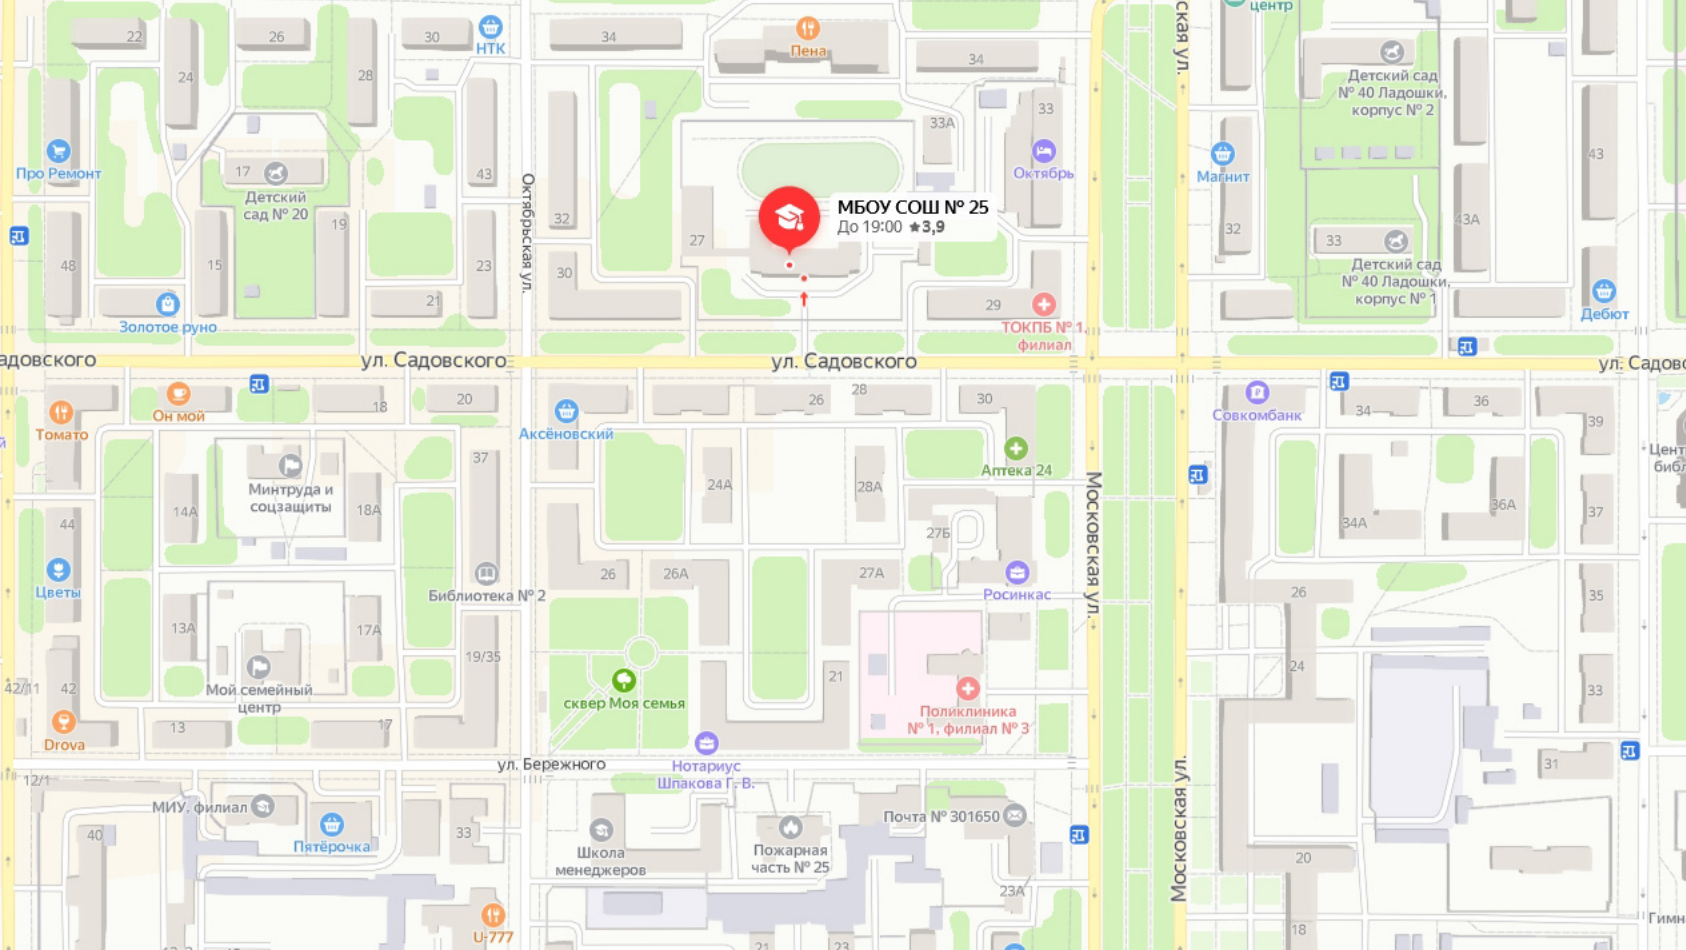 22
26
30
НТК
34
Пена
34
ская ул.
центр
24
28
33
33А
Детский сад
№ 40 Ладошки,
корпус № 2
Про Ремонт
17
Детский
сад № 20
43
Октябрьская ул.
32
Октябрь
Магнит
43
МБОУ СОШ № 25
До 19:00 ★3,9
19
27
32
33
43А
Детский сад
№ 40 Ладошки,
корпус № 1
48
15
23
30
21
29
Золотое руно
ТОКПБ № 1,
филиал
Дебют
адовского
ул. Садовского
ул. Садовского
ул. Садовс
Он мой
18
20
26
28
30
Совкомбанк
34
36
39
Томато
й
Аксёновский
Аптека 24
Цент
библ
37
Минтруда и
соцзащиты
14А
18А
24А
28А
Московская ул.
34А
36А
37
44
27Б
Цветы
Библиотека № 2
26
26А
27А
Росинкас
26
35
13А
17А
19/35
24
42/11
42
Мой семейный
центр
сквер Моя семья
21
Поликлиника
№ 1, филиал № 3
33
Drova
13
17
ул. Бережного
Нотариус
Шпакова Г. В.
31
12/1
МИУ, филиал
Московская ул.
40
Пятёрочка
33
Школа
менеджеров
Пожарная
часть № 25
Почта № 301650
20
23А
U-777
21
23
18
Гимн